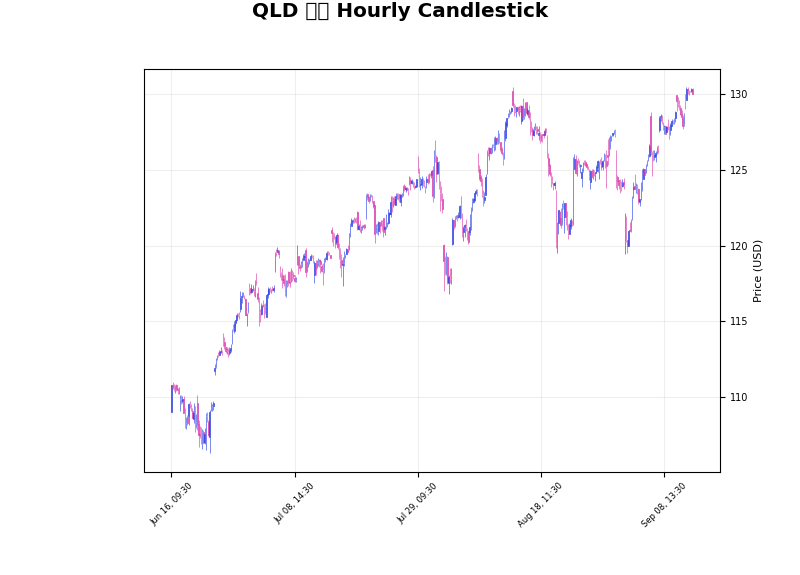 QLD Hourly Candlestick
130
125
120
115
110
Price (USD)
Jun 16, 09:30
Jul 08, 14:30
Jul 29, 09:30
Aug 18, 11:30
Sep 08, 13:30